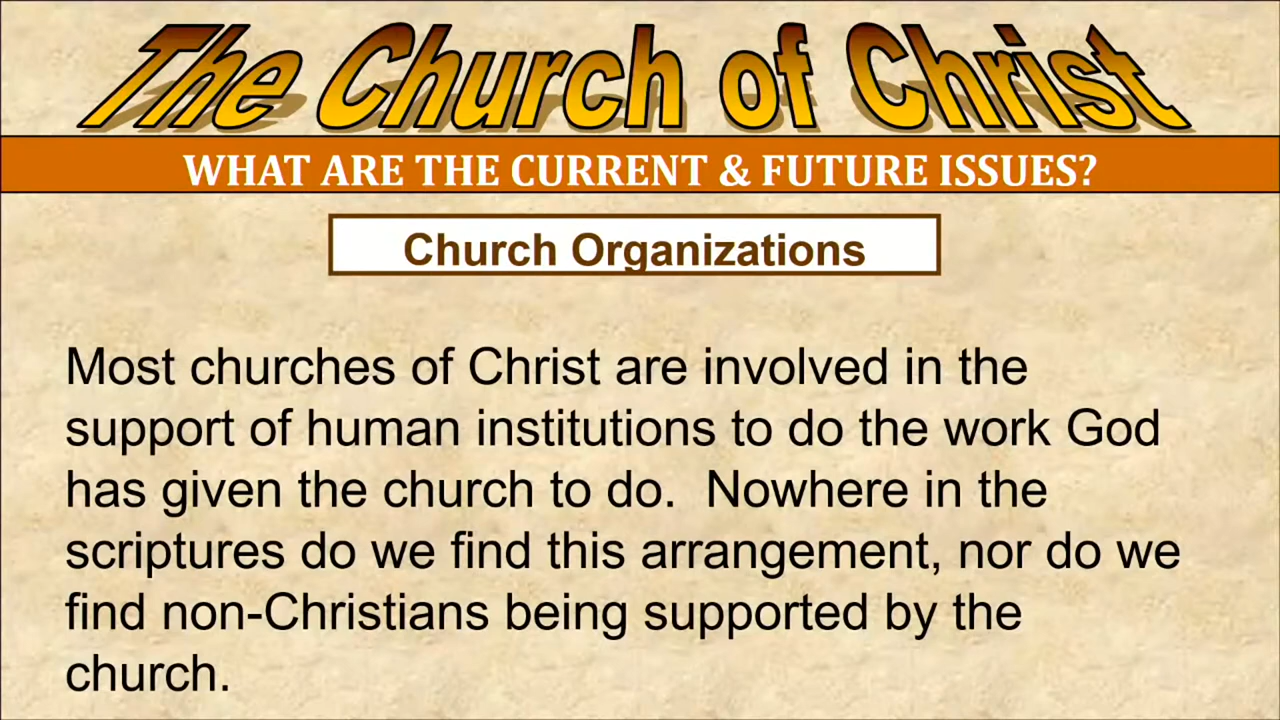 The Church of Christ
WHAT ARE THE CURRENT & FUTURE ISSUES?
Church Organizations
Most churches of Christ are involved in the
support of human institutions to do the work God
has given the church to do.  Nowhere in the
scriptures do we find this arrangement, nor do we
find non-Christians being supported by the
church.